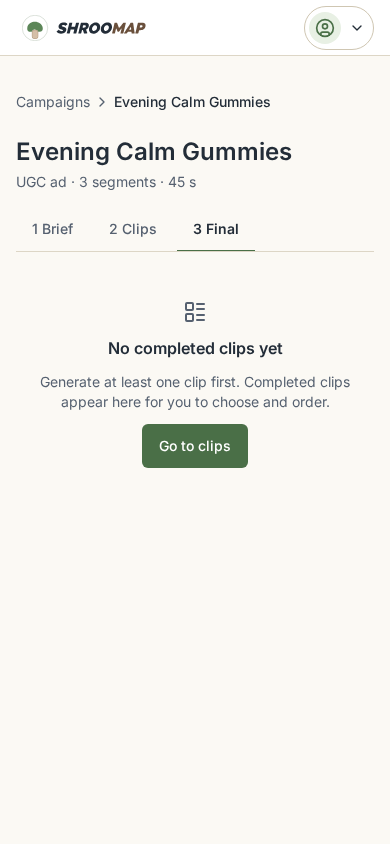 SHROOMAP
Campaigns > Evening Calm Gummies
Evening Calm Gummies
UGC ad · 3 segments · 45 s
1 Brief 2 Clips 3 Final
No completed clips yet
Generate at least one clip first. Completed clips
appear here for you to choose and order.
Go to clips